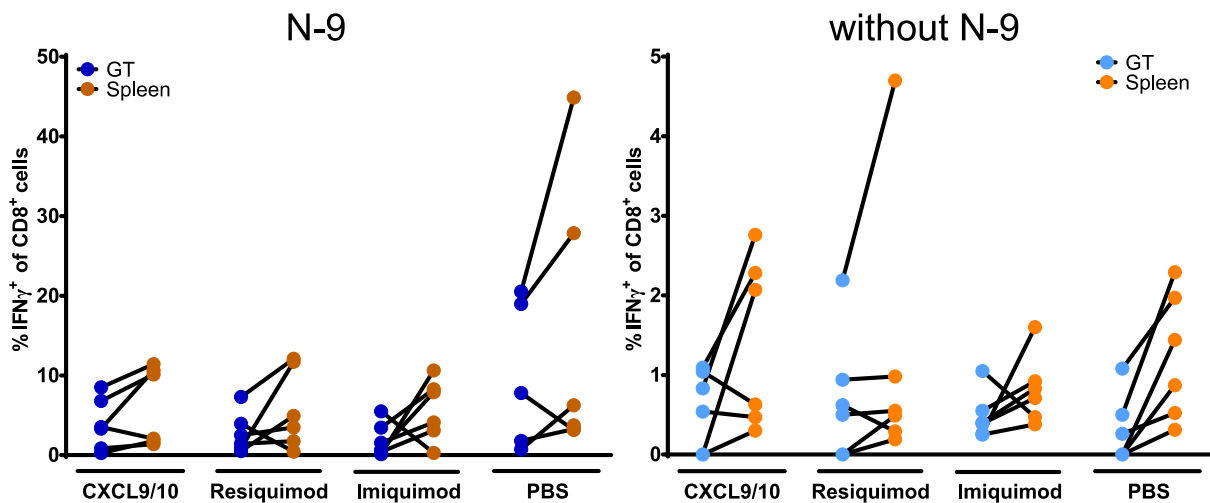 N-9
50
40
30
20
10
0
% IFNγ⁺ of CD8⁺ cells
GT
Spleen
CXCL9/10 Resiquimod Imiquimod PBS
without N-9
5
4
3
2
1
0
% IFNγ⁺ of CD8⁺ cells
GT
Spleen
CXCL9/10 Resiquimod Imiquimod PBS